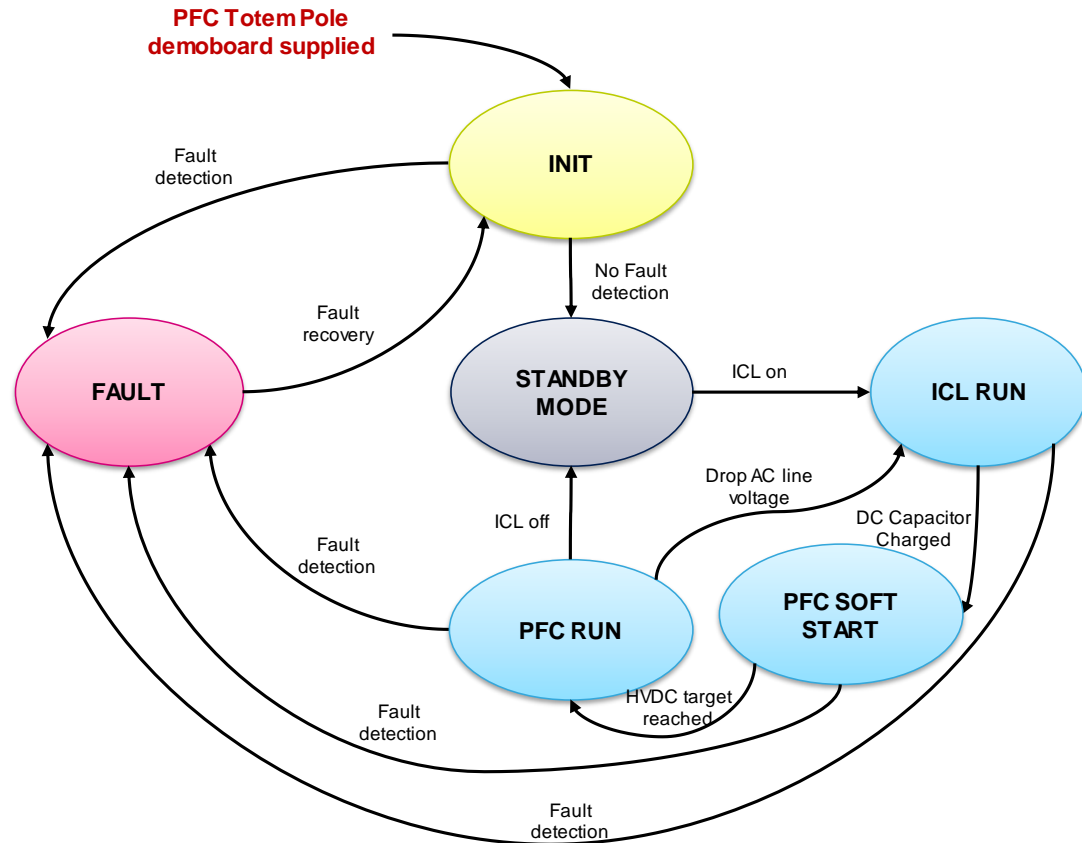 PFC Totem Pole
demoboard supplied
INIT
Fault
detection
No Fault
detection
Fault
recovery
FAULT
STANDBY
MODE
ICL on
ICL RUN
Drop AC line
voltage
ICL off
DC Capacitor
Charged
Fault
detection
PFC RUN
PFC SOFT
START
HVDC target
reached
Fault
detection
Fault
detection